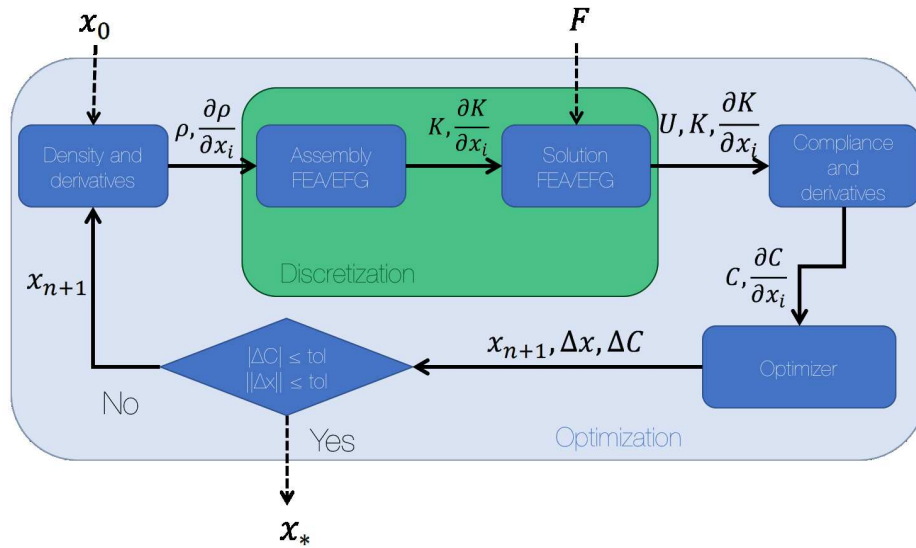 x₀
F
ρ, ∂ρ/∂xᵢ
K, ∂K/∂xᵢ
U, K, ∂K/∂xᵢ
Density and
derivatives
Assembly
FEA/EFG
Solution
FEA/EFG
Compliance
and
derivatives
Discretization
C, ∂C/∂xᵢ
xₙ₊₁
xₙ₊₁, Δx, ΔC
|ΔC| ≤ tol
||Δx|| ≤ tol
Optimizer
No
Yes
Optimization
x*